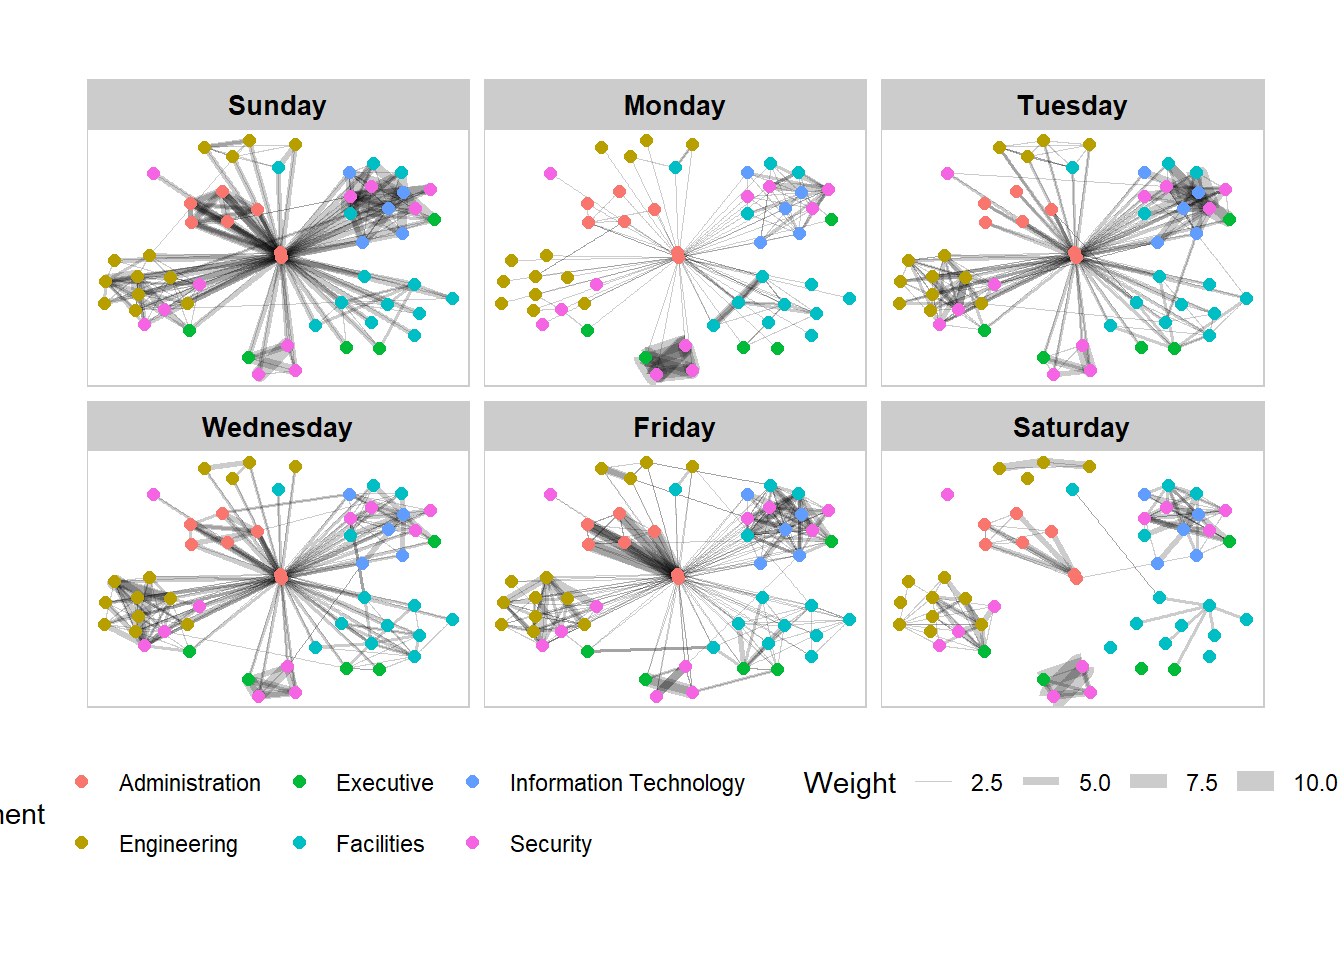 Sunday
Monday
Tuesday
Wednesday
Friday
Saturday
Administration
Executive
Information Technology
Weight
2.5
5.0
7.5
10.0
Engineering
Facilities
Security